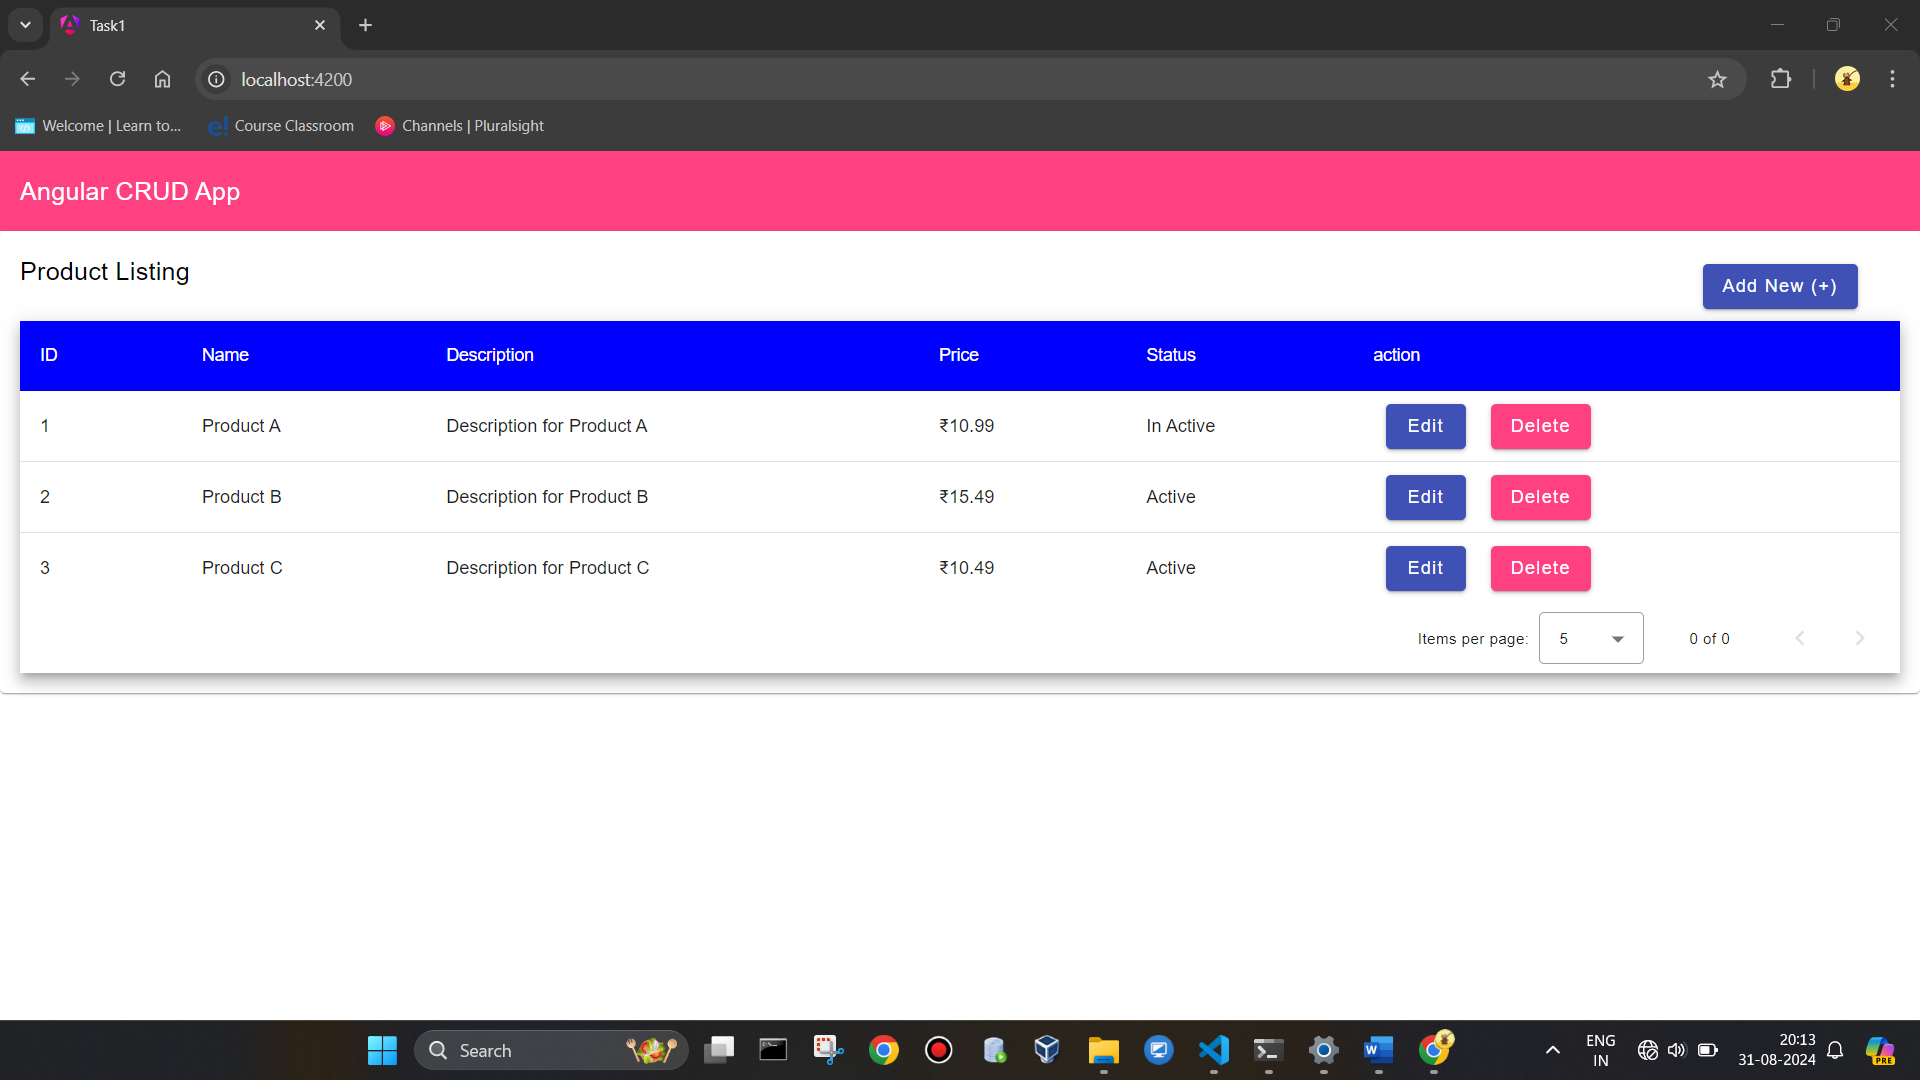 Task1
localhost:4200
Welcome | Learn to...
e! Course Classroom
Channels | Pluralsight
Angular CRUD App
Product Listing
Add New (+)
ID Name Description Price Status action
1 Product A Description for Product A ₹10.99 In Active Edit Delete
2 Product B Description for Product B ₹15.49 Active Edit Delete
3 Product C Description for Product C ₹10.49 Active Edit Delete
Items per page: 5 0 of 0
Search
W
ENG
IN
20:13
31-08-2024
PRE